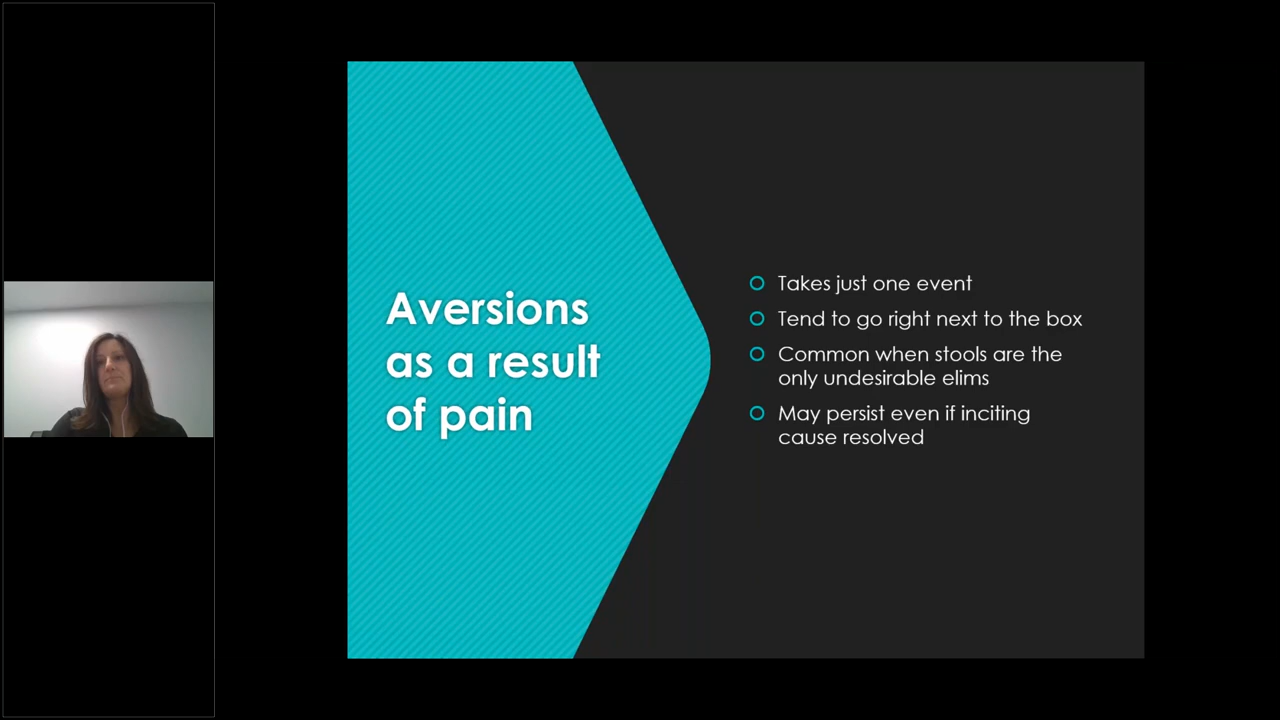 Aversions
as a result
of pain
Takes just one event
Tend to go right next to the box
Common when stools are the
only undesirable elims
May persist even if inciting
cause resolved